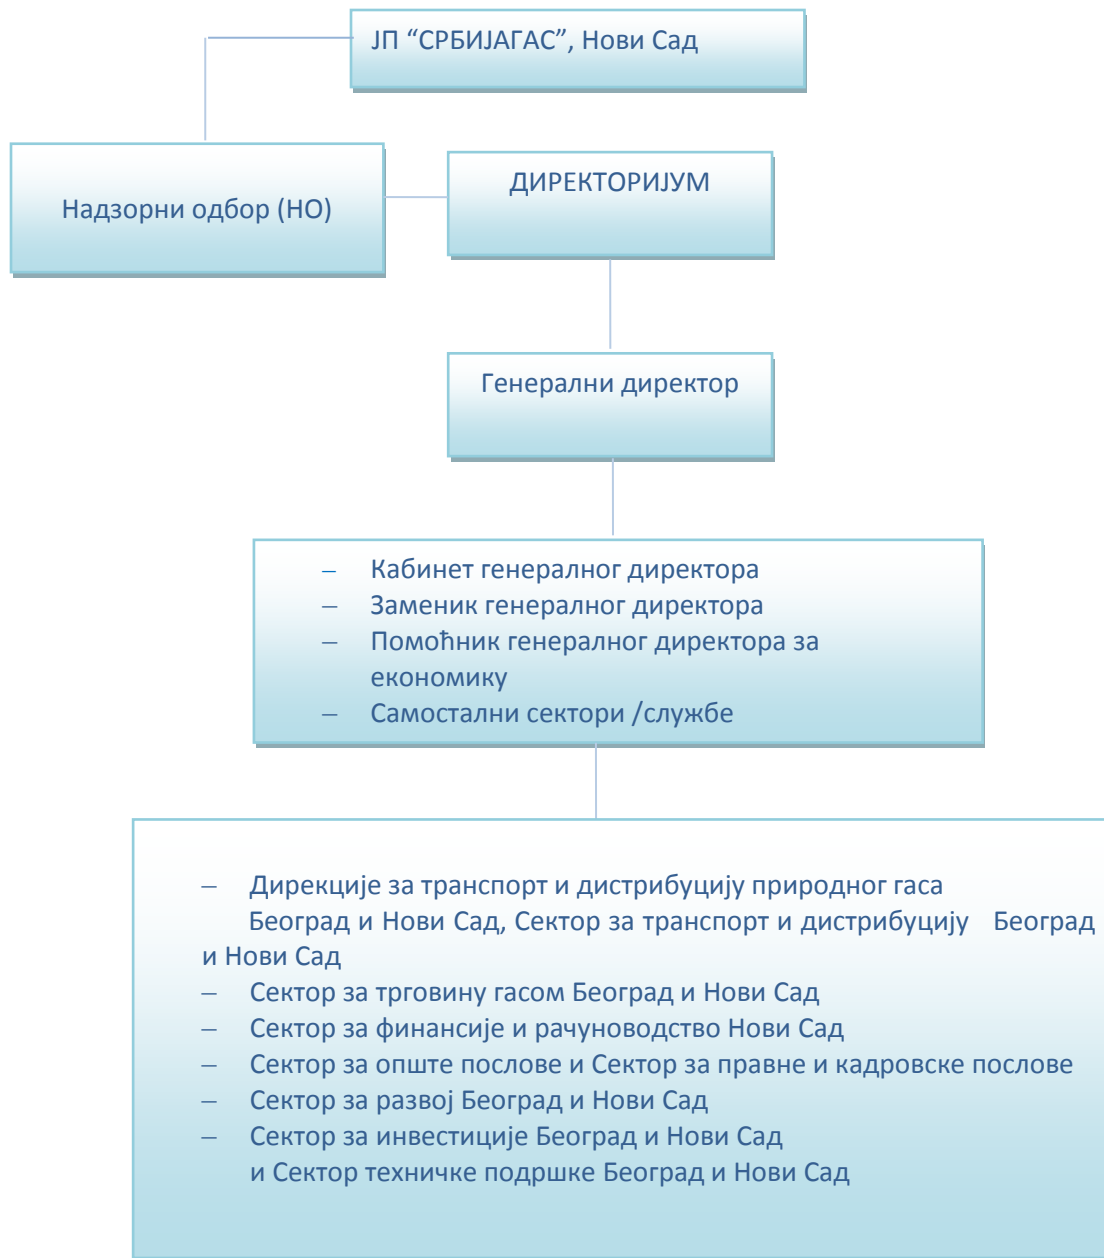 ЈП “СРБИЈАГАС”, Нови Сад
Надзорни одбор (НО)
ДИРЕКТОРИЈУМ
Генерални директор
– Кабинет генералног директора
– Заменик генералног директора
– Помоћник генералног директора за
економику
– Самостални сектори /службе
– Дирекције за транспорт и дистрибуцију природног гаса
Београд и Нови Сад, Сектор за транспорт и дистрибуцију Београд
и Нови Сад
– Сектор за трговину гасом Београд и Нови Сад
– Сектор за финансије и рачуноводство Нови Сад
– Сектор за опште послове и Сектор за правне и кадровске послове
– Сектор за развој Београд и Нови Сад
– Сектор за инвестиције Београд и Нови Сад
и Сектор техничке подршке Београд и Нови Сад